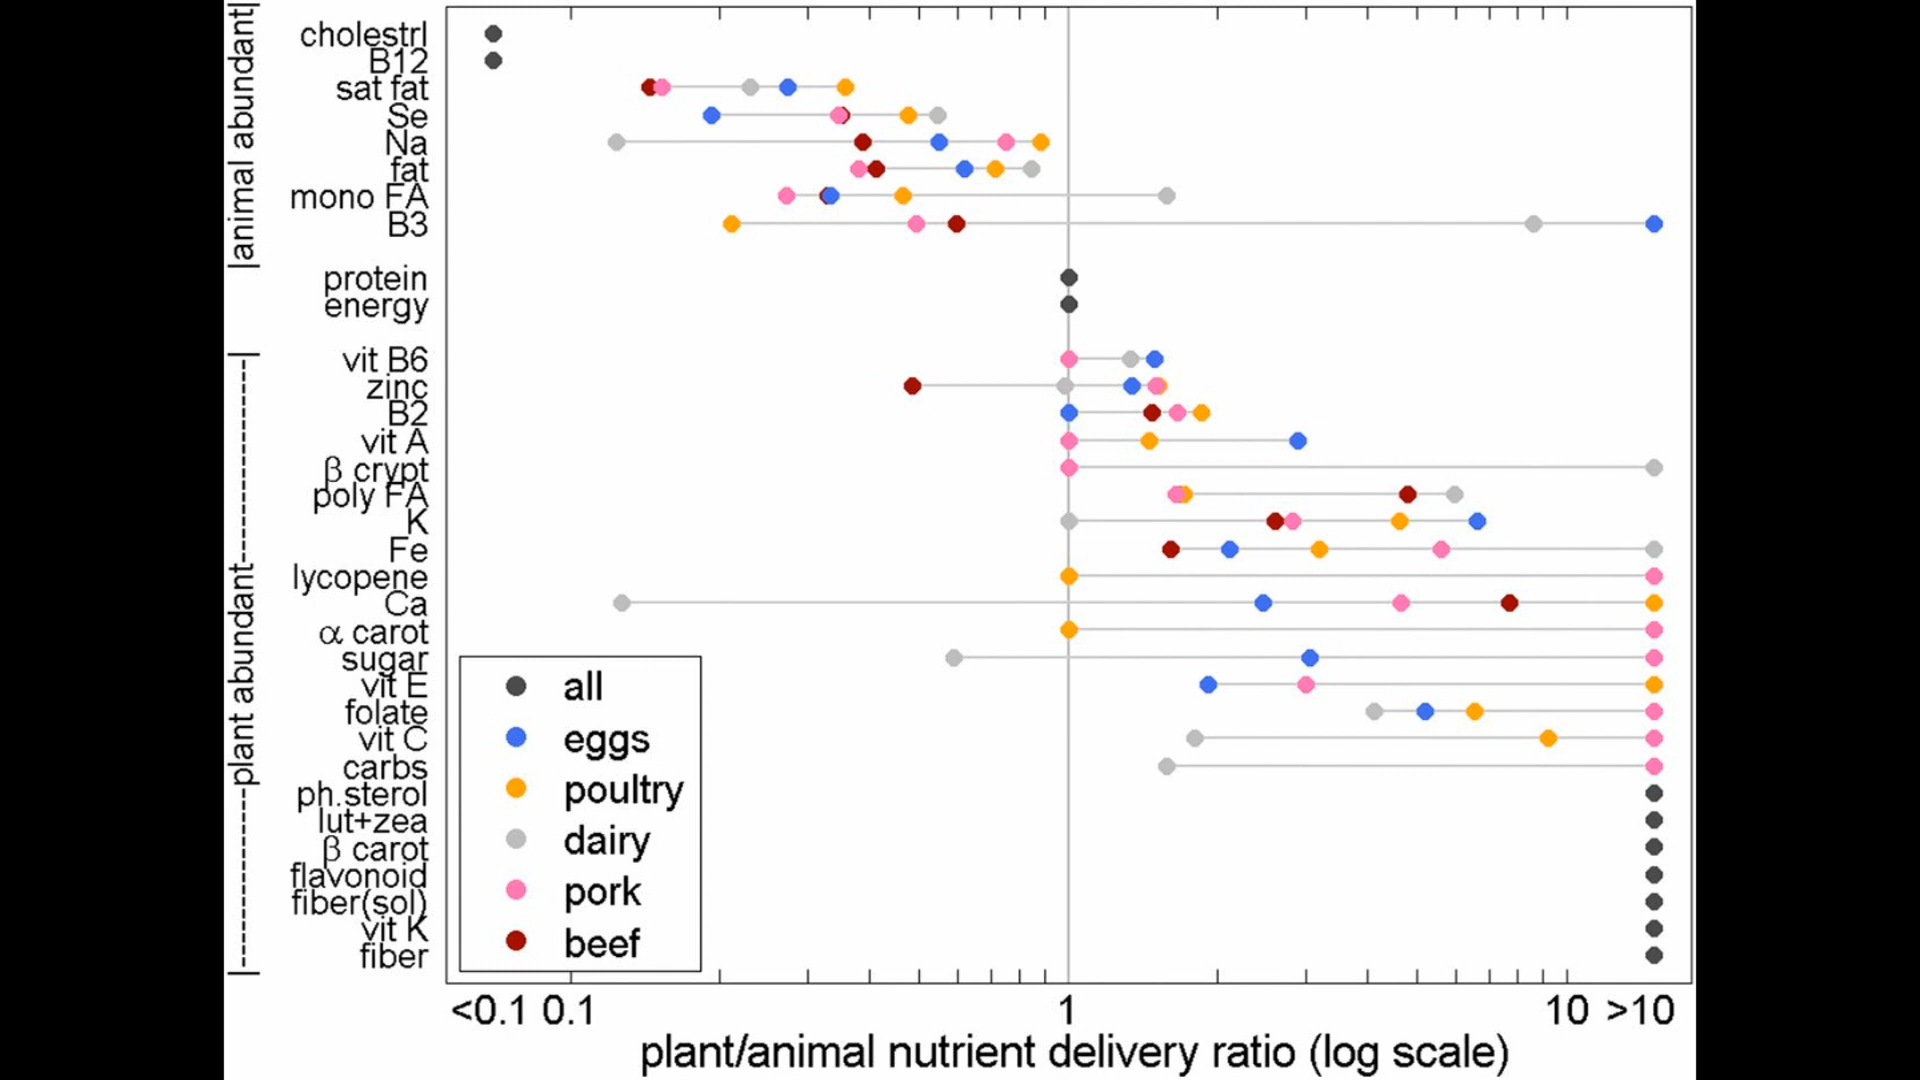 |animal abundant|
|--------plant abundant--------|
cholestrl
B12
sat fat
Se
Na
fat
mono FA
B3
protein
energy
vit B6
zinc
B2
vit A
β crypt
poly FA
K
Fe
lycopene
Ca
α carot
sugar
vit E
folate
vit C
carbs
ph.sterol
lut+zea
β carot
flavonoid
fiber(sol)
vit K
fiber
all
eggs
poultry
dairy
pork
beef
<0.1 0.1 1 10 >10
plant/animal nutrient delivery ratio (log scale)